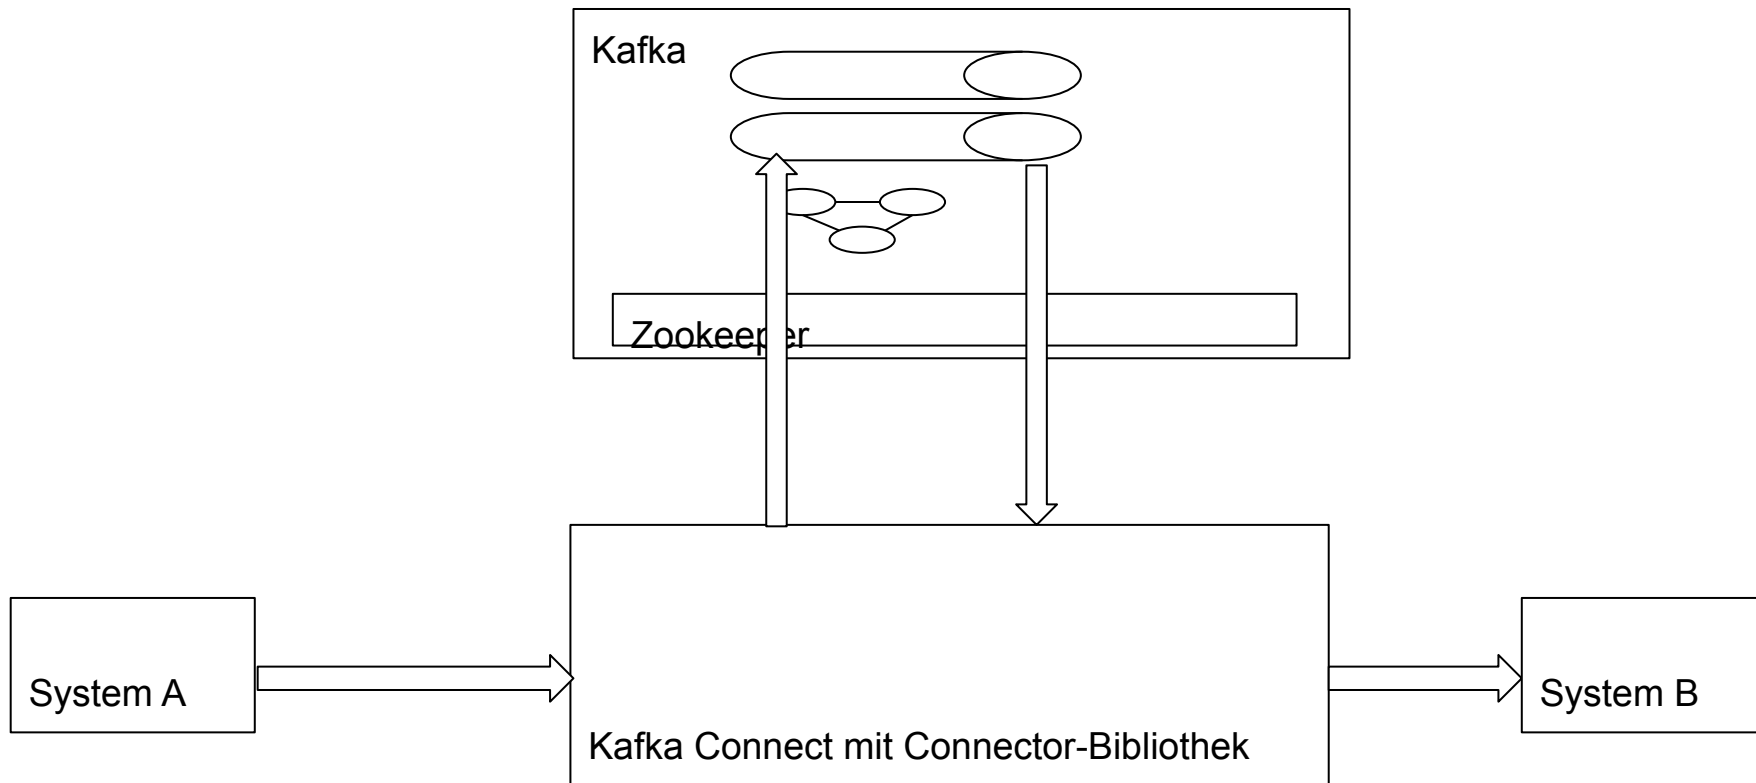 Kafka
Zookeeper
System A
System B
Kafka Connect mit Connector-Bibliothek